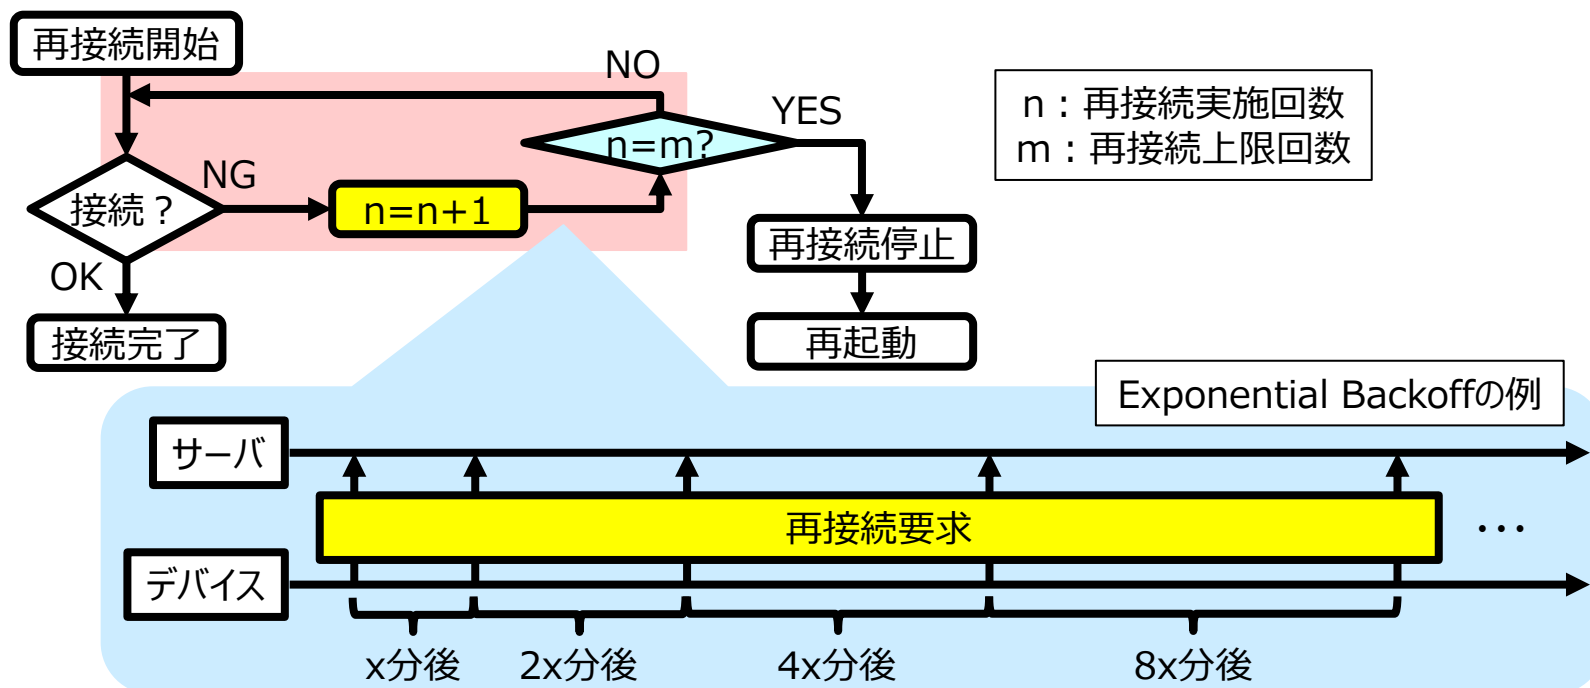 再接続開始
NO
YES
n：再接続実施回数
m：再接続上限回数
n=m?
NG
接続？
n=n+1
再接続停止
OK
接続完了
再起動
Exponential Backoffの例
サーバ
再接続要求
･･･
デバイス
x分後
2x分後
4x分後
8x分後